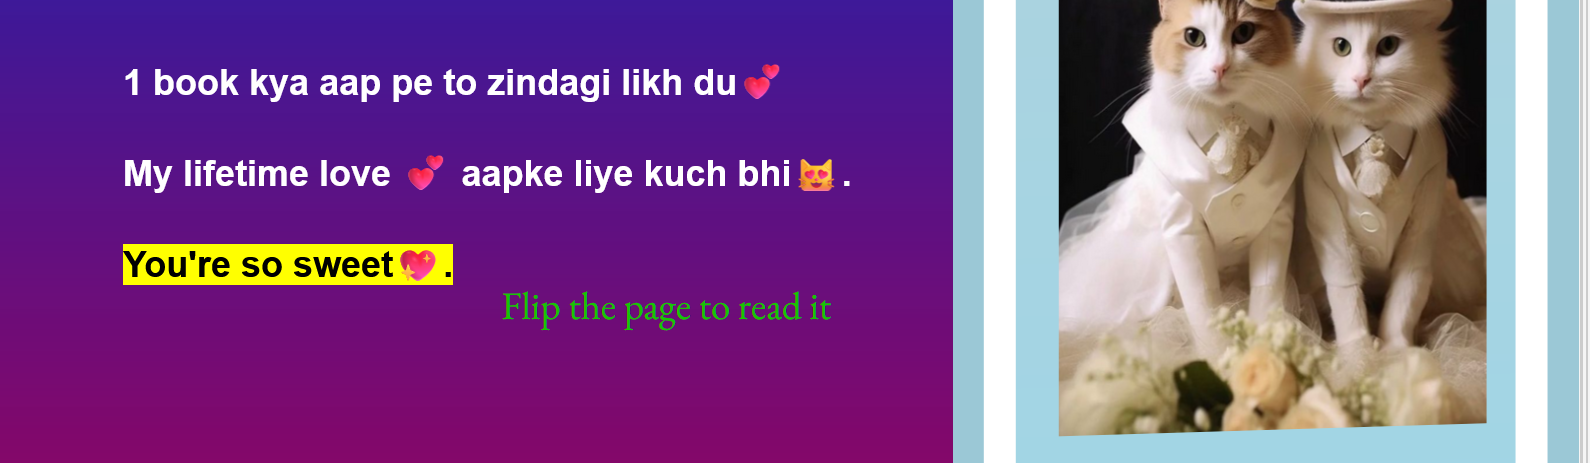 1 book kya aap pe to zindagi likh du💕
My lifetime love 💕 aapke liye kuch bhi😻.
You're so sweet💖.
Flip the page to read it